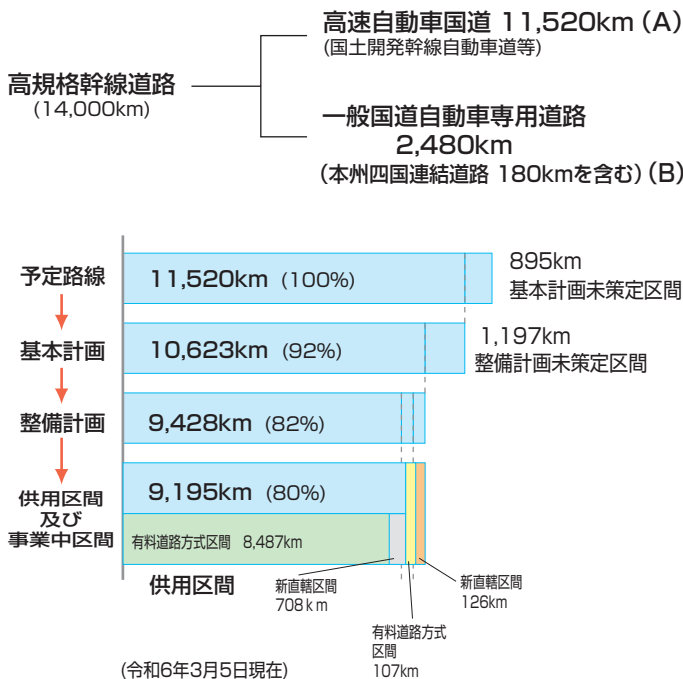 高規格幹線道路
(14,000km)
高速自動車国道 11,520km (A)
(国土開発幹線自動車道等)
一般国道自動車専用道路
2,480km
(本州四国連結道路 180kmを含む) (B)
予定路線
11,520km (100%)
895km
基本計画未策定区間
基本計画
10,623km (92%)
1,197km
整備計画未策定区間
整備計画
9,428km (82%)
供用区間
及び
事業中区間
9,195km (80%)
有料道路方式区間 8,487km
供用区間
新直轄区間
708km
有料道路方式
区間
107km
新直轄区間
126km
(令和6年3月5日現在)